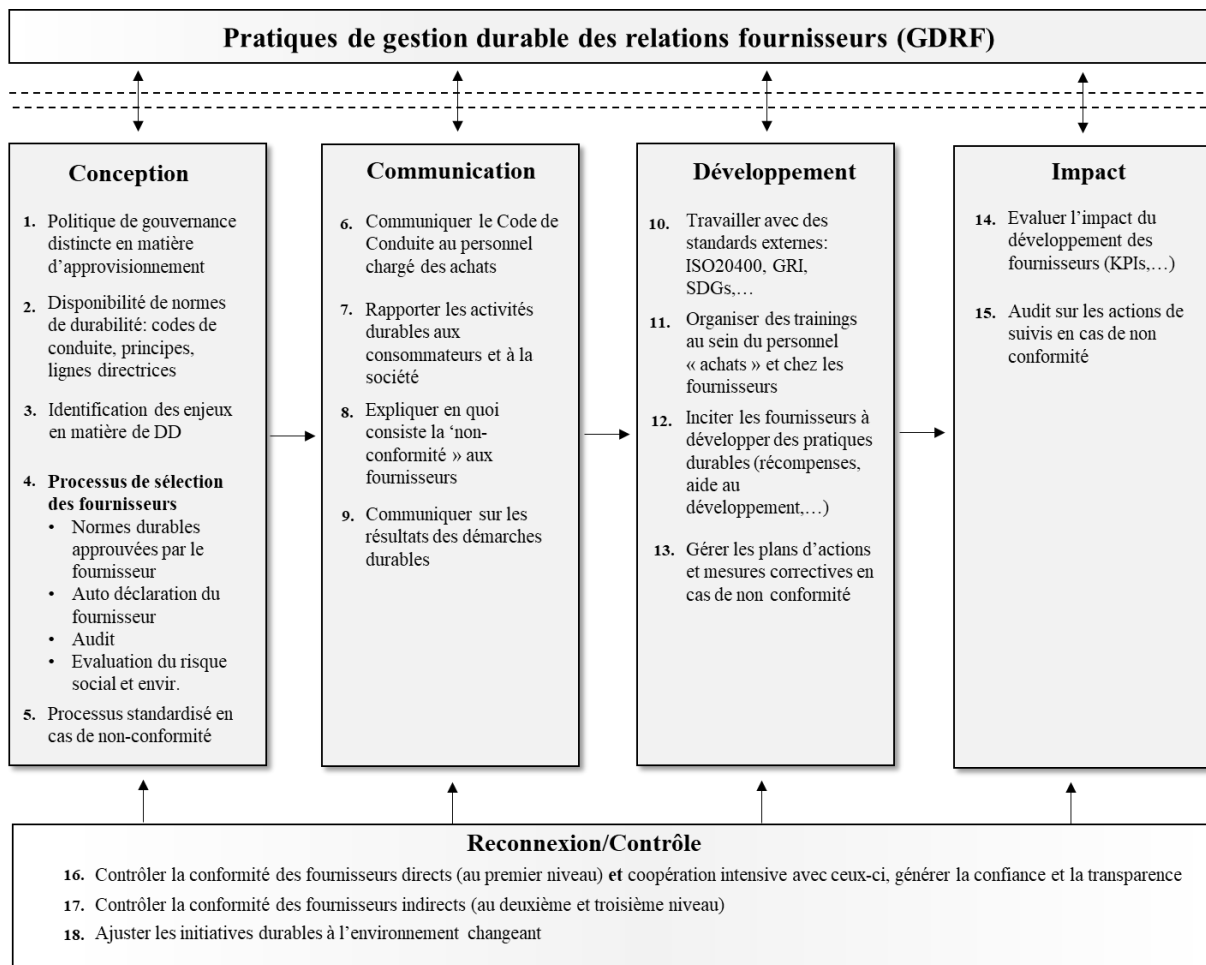 Pratiques de gestion durable des relations fournisseurs (GDRF)
Conception
1. Politique de gouvernance
distincte en matière
d’approvisionnement
2. Disponibilité de normes
de durabilité: codes de
conduite, principes,
lignes directrices
3. Identification des enjeux
en matière de DD
4. Processus de sélection
des fournisseurs
• Normes durables
approuvées par le
fournisseur
• Auto déclaration du
fournisseur
• Audit
• Evaluation du risque
social et envir.
5. Processus standardisé en
cas de non-conformité
Communication
6. Communiquer le Code de
Conduite au personnel
chargé des achats
7. Rapporter les activités
durables aux
consommateurs et à la
société
8. Expliquer en quoi
consiste la ‘non-
conformité » aux
fournisseurs
9. Communiquer sur les
résultats des démarches
durables
Développement
10. Travailler avec des
standards externes:
ISO20400, GRI,
SDGs,…
11. Organiser des trainings
au sein du personnel
« achats » et chez les
fournisseurs
12. Inciter les fournisseurs à
développer des pratiques
durables (récompenses,
aide au
développement,…)
13. Gérer les plans d’actions
et mesures correctives en
cas de non conformité
Impact
14. Evaluer l’impact du
développement des
fournisseurs (KPIs,…)
15. Audit sur les actions de
suivis en cas de non
conformité
Reconnexion/Contrôle
16. Contrôler la conformité des fournisseurs directs (au premier niveau) et coopération intensive avec ceux-ci, générer la confiance et la transparence
17. Contrôler la conformité des fournisseurs indirects (au deuxième et troisième niveau)
18. Ajuster les initiatives durables à l’environnement changeant